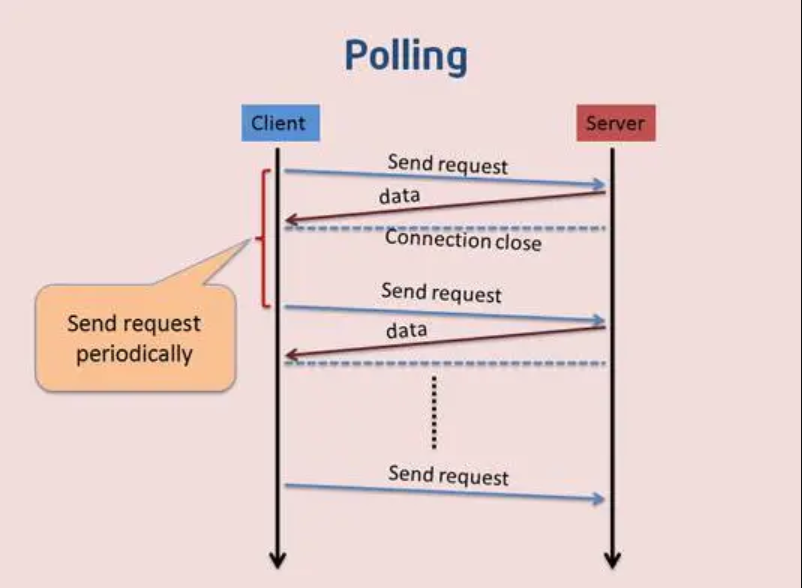 Polling
Client
Server
Send request
data
Connection close
Send request
periodically
Send request
data
Send request